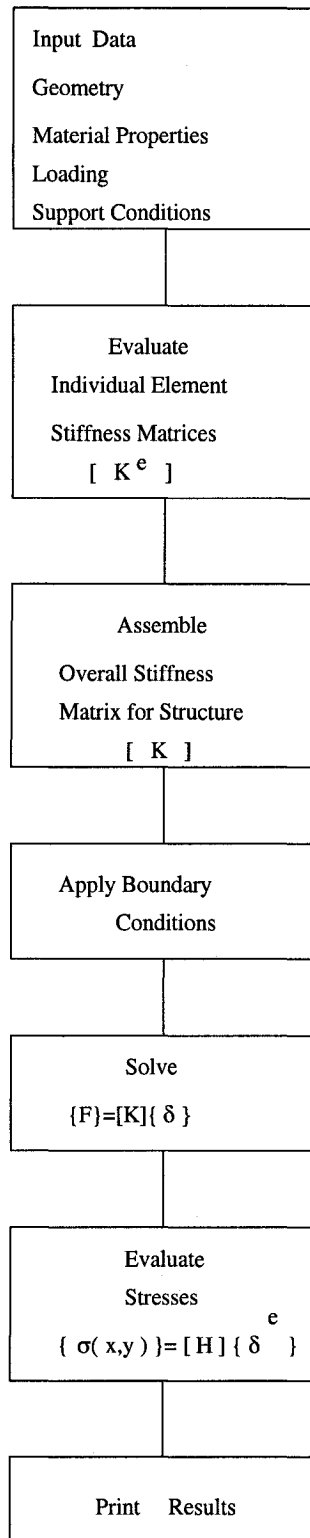 Input Data
Geometry
Material Properties
Loading
Support Conditions
Evaluate
Individual Element
Stiffness Matrices
[ K^e ]
Assemble
Overall Stiffness
Matrix for Structure
[ K ]
Apply Boundary
Conditions
Solve
{F}=[K]{ δ }
Evaluate
Stresses
{ σ( x,y ) }= [ H ] { δ^e }
Print Results